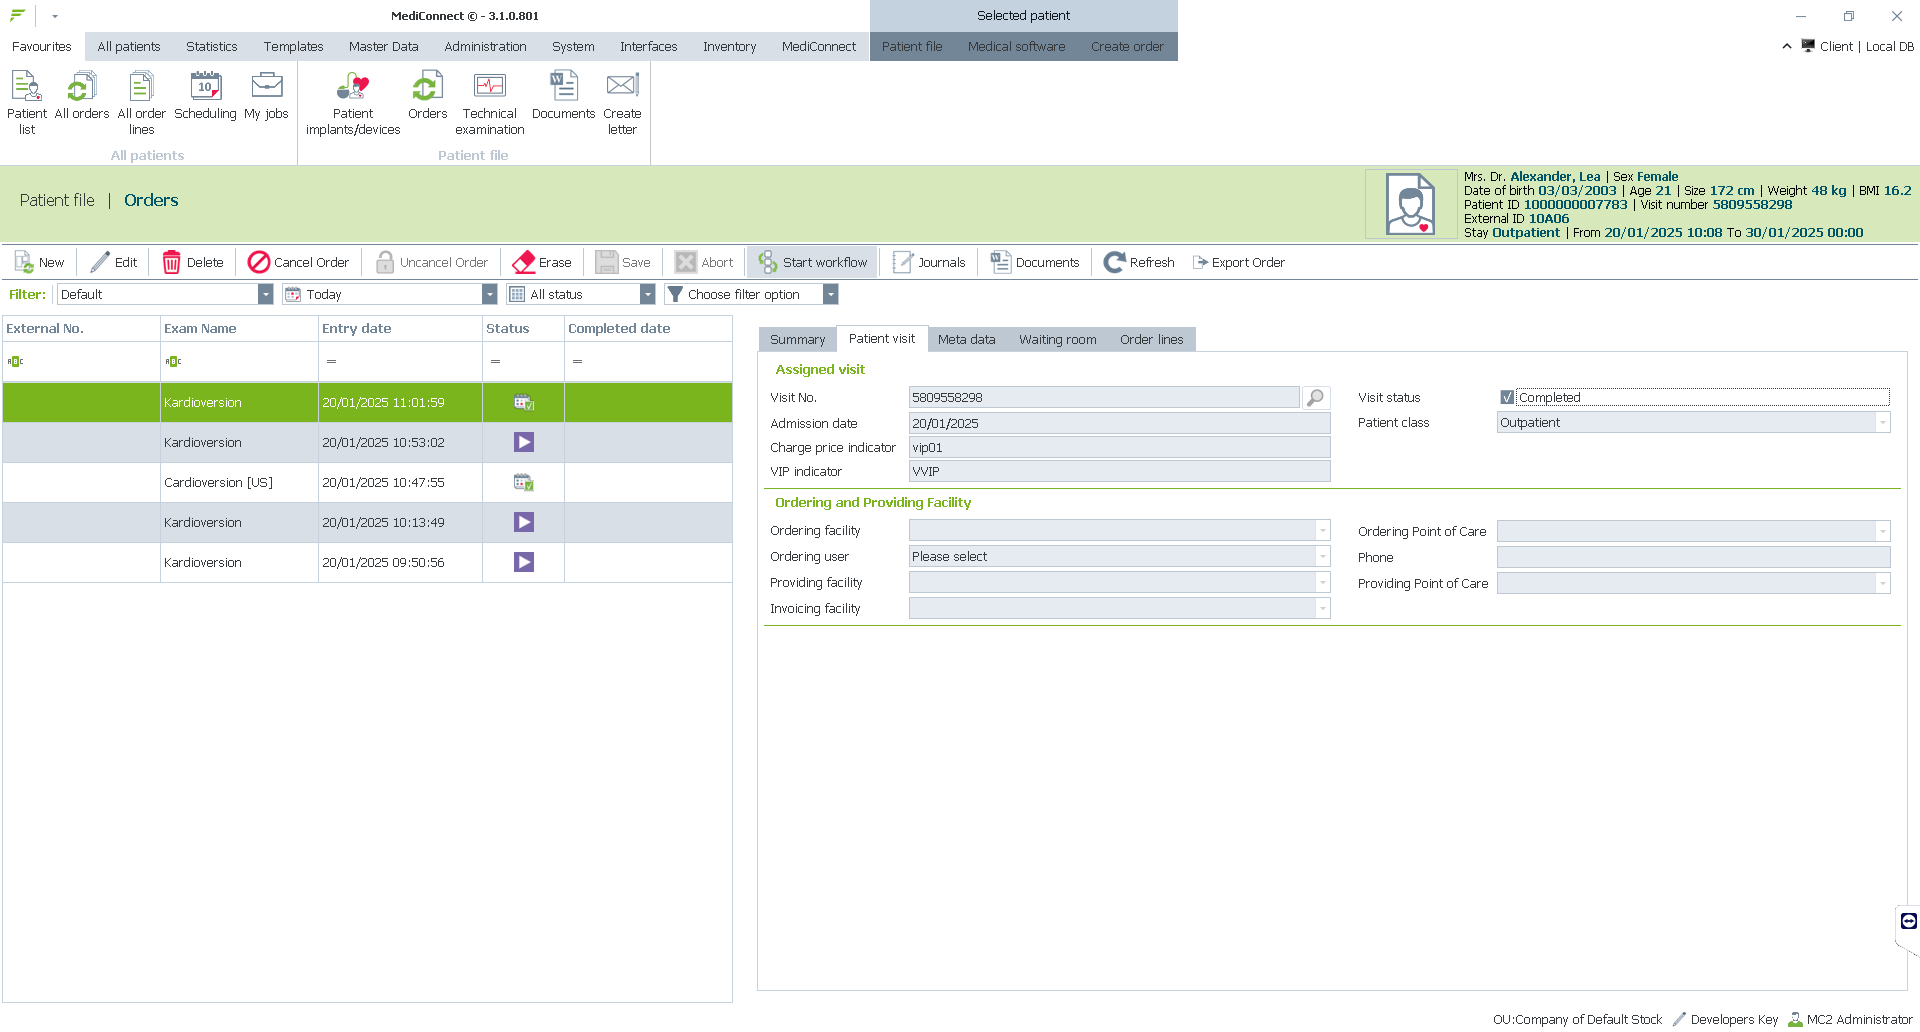 MediConnect © - 3.1.0.801
Selected patient
Favourites All patients Statistics Templates Master Data Administration System Interfaces Inventory MediConnect Patient file Medical software Create order
Client | Local DB
Patient list
All orders
All order lines
Scheduling
My jobs
Patient implants/devices
Orders
Technical examination
Documents
Create letter
All patients
Patient file
Patient file | Orders
Mrs. Dr. Alexander, Lea | Sex Female
Date of birth 03/03/2003 | Age 21 | Size 172 cm | Weight 48 kg | BMI 16.2
Patient ID 1000000007783 | Visit number 5809558298
External ID 10A06
Stay Outpatient | From 20/01/2025 10:08 To 30/01/2025 00:00
New Edit Delete Cancel Order Uncancel Order Erase Save Abort Start workflow Journals Documents Refresh Export Order
Filter: Default Today All status Choose filter option
External No. Exam Name Entry date Status Completed date
ABC ABC = = =
Kardioversion 20/01/2025 11:01:59
Kardioversion 20/01/2025 10:53:02
Cardioversion [US] 20/01/2025 10:47:55
Kardioversion 20/01/2025 10:13:49
Kardioversion 20/01/2025 09:50:56
Summary Patient visit Meta data Waiting room Order lines
Assigned visit
Visit No. 5809558298 Visit status Completed
Admission date 20/01/2025 Patient class Outpatient
Charge price indicator vip01
VIP indicator VVIP
Ordering and Providing Facility
Ordering facility Ordering Point of Care
Ordering user Please select Phone
Providing facility Providing Point of Care
Invoicing facility
OU:Company of Default Stock Developers Key MC2 Administrator